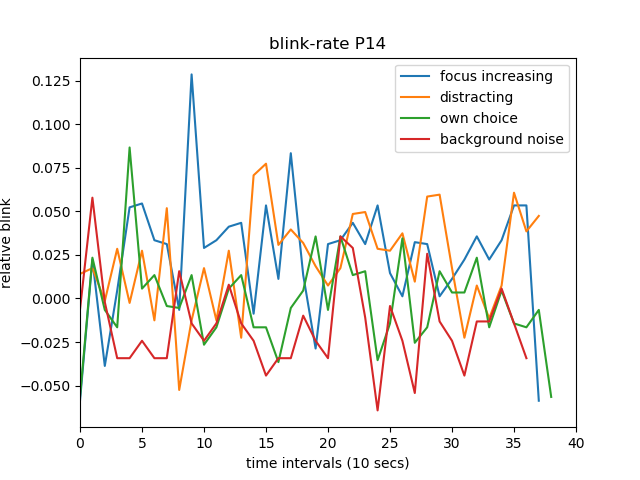 blink-rate P14
focus increasing
distracting
own choice
background noise
0.125
0.100
0.075
0.050
0.025
0.000
−0.025
−0.050
relative blink
0 5 10 15 20 25 30 35 40
time intervals (10 secs)